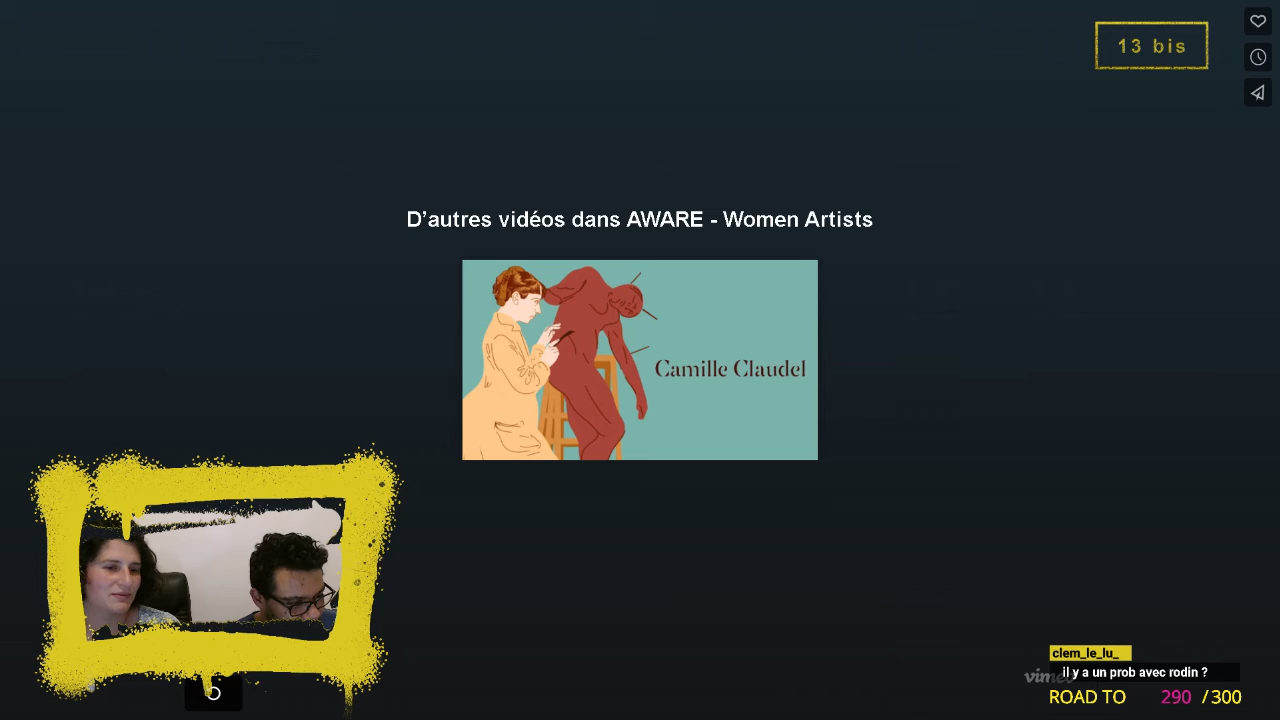 13 bis
D'autres vidéos dans AWARE - Women Artists
Camille Claudel
clem_le_lu_
il y a un prob avec rodin ?
ROAD TO 290 /300